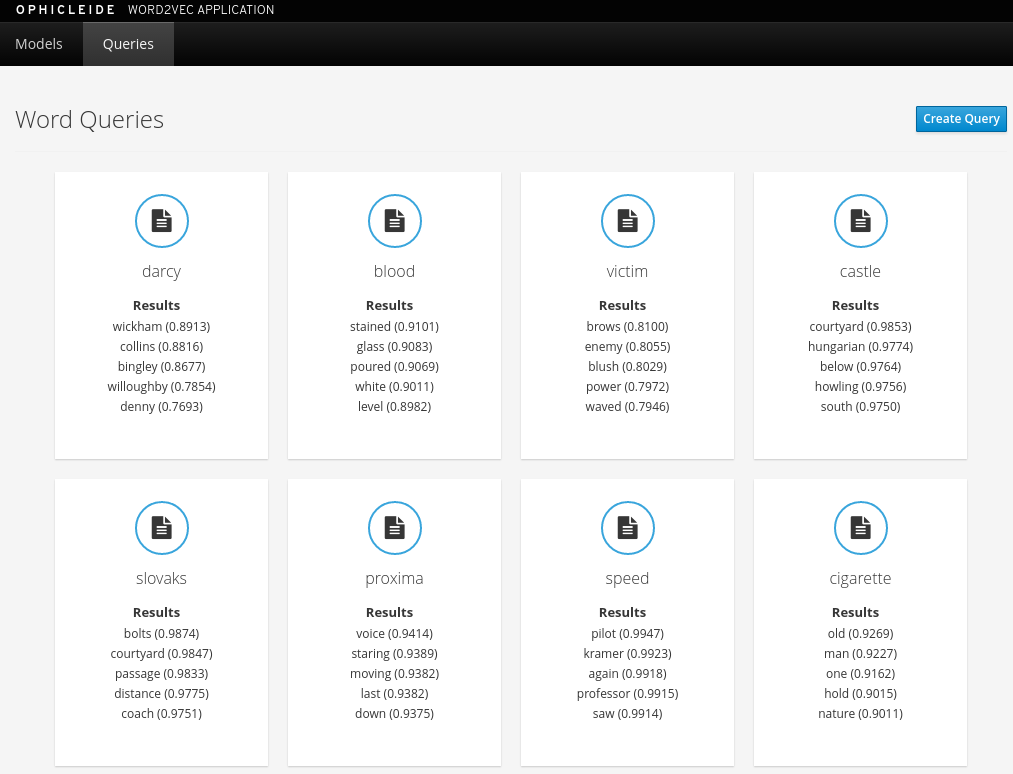 OPHICLEIDE WORD2VEC APPLICATION
Models Queries
Word Queries
Create Query
darcy
Results
wickham (0.8913)
collins (0.8816)
bingley (0.8677)
willoughby (0.7854)
denny (0.7693)
blood
Results
stained (0.9101)
glass (0.9083)
poured (0.9069)
white (0.9011)
level (0.8982)
victim
Results
brows (0.8100)
enemy (0.8055)
blush (0.8029)
power (0.7972)
waved (0.7946)
castle
Results
courtyard (0.9853)
hungarian (0.9774)
below (0.9764)
howling (0.9756)
south (0.9750)
slovaks
Results
bolts (0.9874)
courtyard (0.9847)
passage (0.9833)
distance (0.9775)
coach (0.9751)
proxima
Results
voice (0.9414)
staring (0.9389)
moving (0.9382)
last (0.9382)
down (0.9375)
speed
Results
pilot (0.9947)
kramer (0.9923)
again (0.9918)
professor (0.9915)
saw (0.9914)
cigarette
Results
old (0.9269)
man (0.9227)
one (0.9162)
hold (0.9015)
nature (0.9011)